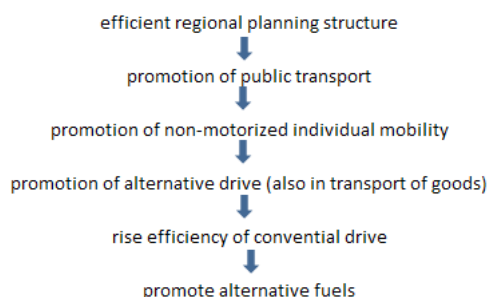 efficient regional planning structure
promotion of public transport
promotion of non-motorized individual mobility
promotion of alternative drive (also in transport of goods)
rise efficiency of convential drive
promote alternative fuels